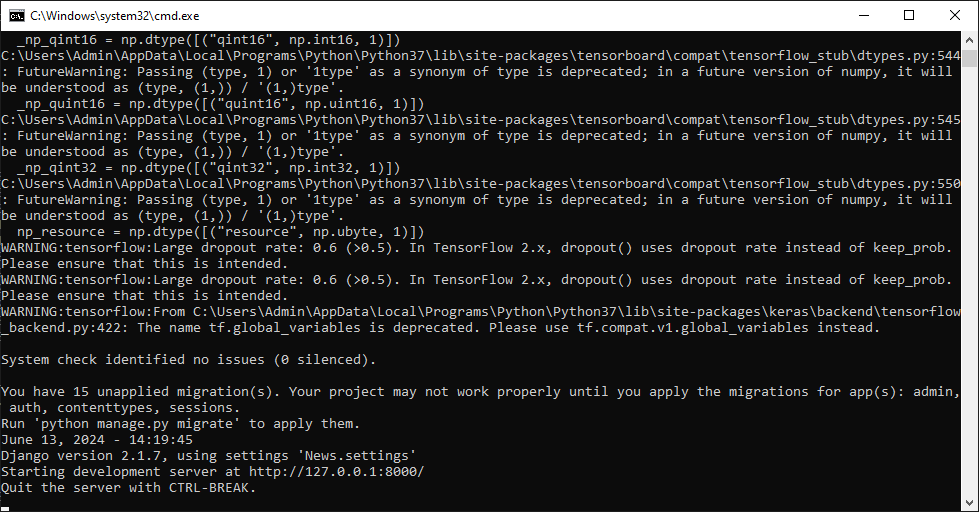 C:\Windows\system32\cmd.exe
_np_qint16 = np.dtype([("qint16", np.int16, 1)])
C:\Users\Admin\AppData\Local\Programs\Python\Python37\lib\site-packages\tensorboard\compat\tensorflow_stub\dtypes.py:544
: FutureWarning: Passing (type, 1) or '1type' as a synonym of type is deprecated; in a future version of numpy, it will
be understood as (type, (1,)) / '(1,)type'.
_np_quint16 = np.dtype([("quint16", np.uint16, 1)])
C:\Users\Admin\AppData\Local\Programs\Python\Python37\lib\site-packages\tensorboard\compat\tensorflow_stub\dtypes.py:545
: FutureWarning: Passing (type, 1) or '1type' as a synonym of type is deprecated; in a future version of numpy, it will
be understood as (type, (1,)) / '(1,)type'.
_np_qint32 = np.dtype([("qint32", np.int32, 1)])
C:\Users\Admin\AppData\Local\Programs\Python\Python37\lib\site-packages\tensorboard\compat\tensorflow_stub\dtypes.py:550
: FutureWarning: Passing (type, 1) or '1type' as a synonym of type is deprecated; in a future version of numpy, it will
be understood as (type, (1,)) / '(1,)type'.
np_resource = np.dtype([("resource", np.ubyte, 1)])
WARNING:tensorflow:Large dropout rate: 0.6 (>0.5). In TensorFlow 2.x, dropout() uses dropout rate instead of keep_prob.
Please ensure that this is intended.
WARNING:tensorflow:Large dropout rate: 0.6 (>0.5). In TensorFlow 2.x, dropout() uses dropout rate instead of keep_prob.
Please ensure that this is intended.
WARNING:tensorflow:From C:\Users\Admin\AppData\Local\Programs\Python\Python37\lib\site-packages\keras\backend\tensorflow
_backend.py:422: The name tf.global_variables is deprecated. Please use tf.compat.v1.global_variables instead.
System check identified no issues (0 silenced).
You have 15 unapplied migration(s). Your project may not work properly until you apply the migrations for app(s): admin,
auth, contenttypes, sessions.
Run 'python manage.py migrate' to apply them.
June 13, 2024 - 14:19:45
Django version 2.1.7, using settings 'News.settings'
Starting development server at http://127.0.0.1:8000/
Quit the server with CTRL-BREAK.